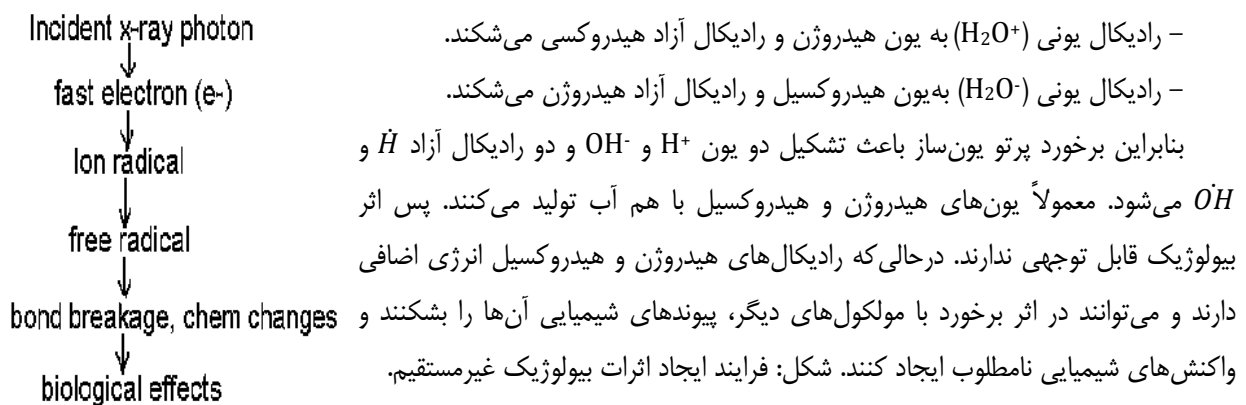 – رادیکال یونی (H₂O⁺) به یون هیدروژن و رادیکال آزاد هیدروکسی می‌شکند.
– رادیکال یونی (H₂O⁻) به‌یون هیدروکسیل و رادیکال آزاد هیدروژن می‌شکند.
بنابراین برخورد پرتو یون‌ساز باعث تشکیل دو یون H⁺ و OH⁻ و دو رادیکال آزاد Ḣ و
OḢ می‌شود. معمولاً یون‌های هیدروژن و هیدروکسیل با هم آب تولید می‌کنند. پس اثر
بیولوژیک قابل توجهی ندارند. درحالی‌که رادیکال‌های هیدروژن و هیدروکسیل انرژی اضافی
دارند و می‌توانند در اثر برخورد با مولکول‌های دیگر، پیوندهای شیمیایی آن‌ها را بشکنند و
واکنش‌های شیمیایی نامطلوب ایجاد کنند. شکل: فرایند ایجاد اثرات بیولوژیک غیرمستقیم.
Incident x-ray photon
fast electron (e-)
Ion radical
free radical
bond breakage, chem changes
biological effects